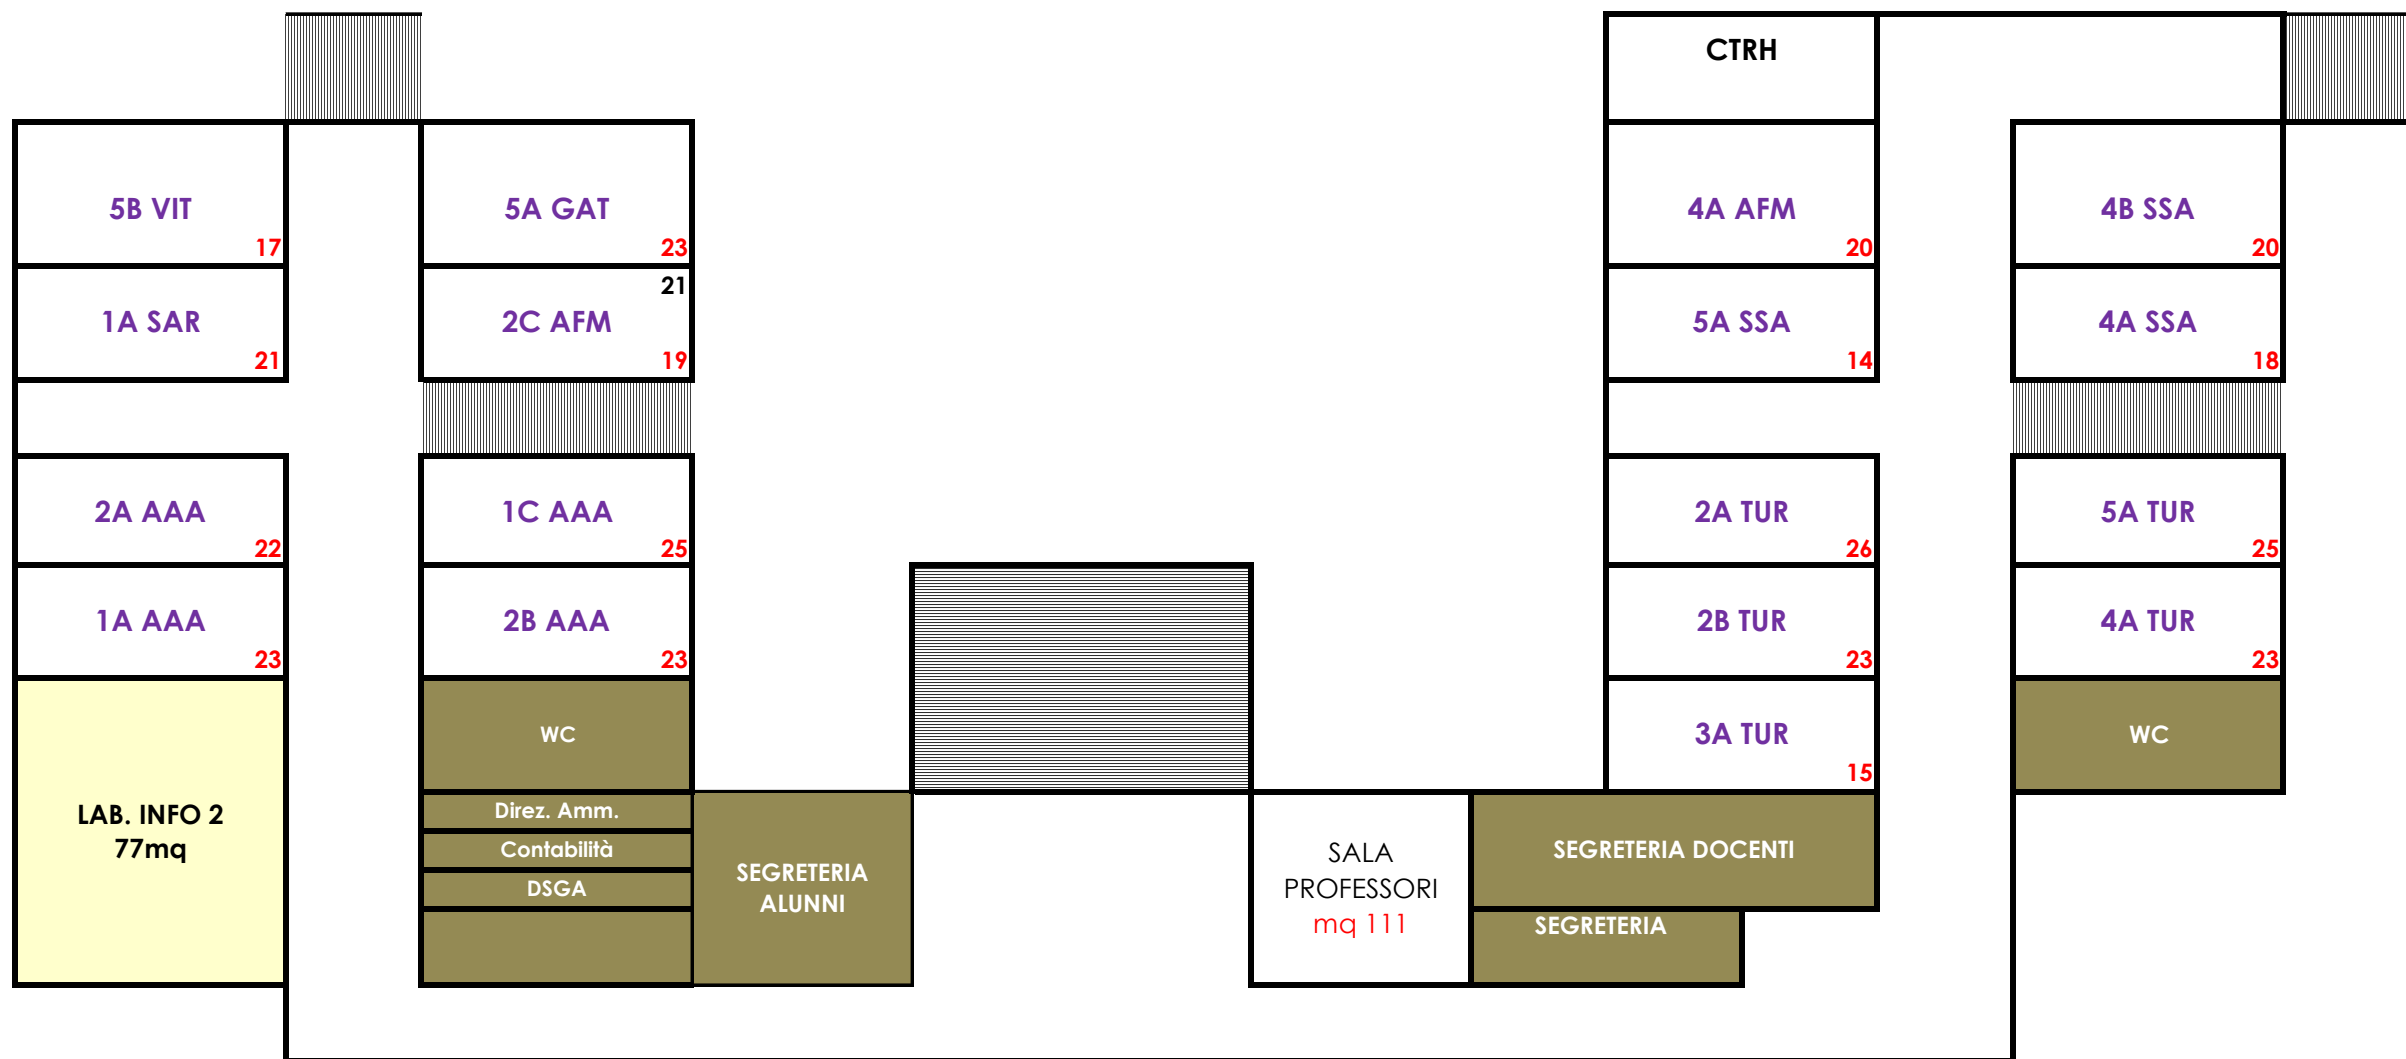 CTRH
5B VIT
17
5A GAT
23
4A AFM
20
4B SSA
20
1A SAR
21
21
2C AFM
19
5A SSA
14
4A SSA
18
2A AAA
22
1C AAA
25
2A TUR
26
5A TUR
25
1A AAA
23
2B AAA
23
2B TUR
23
4A TUR
23
WC
3A TUR
15
WC
LAB. INFO 2
77mq
Direz. Amm.
Contabilità
DSGA
SEGRETERIA
ALUNNI
SALA
PROFESSORI
mq 111
SEGRETERIA DOCENTI
SEGRETERIA